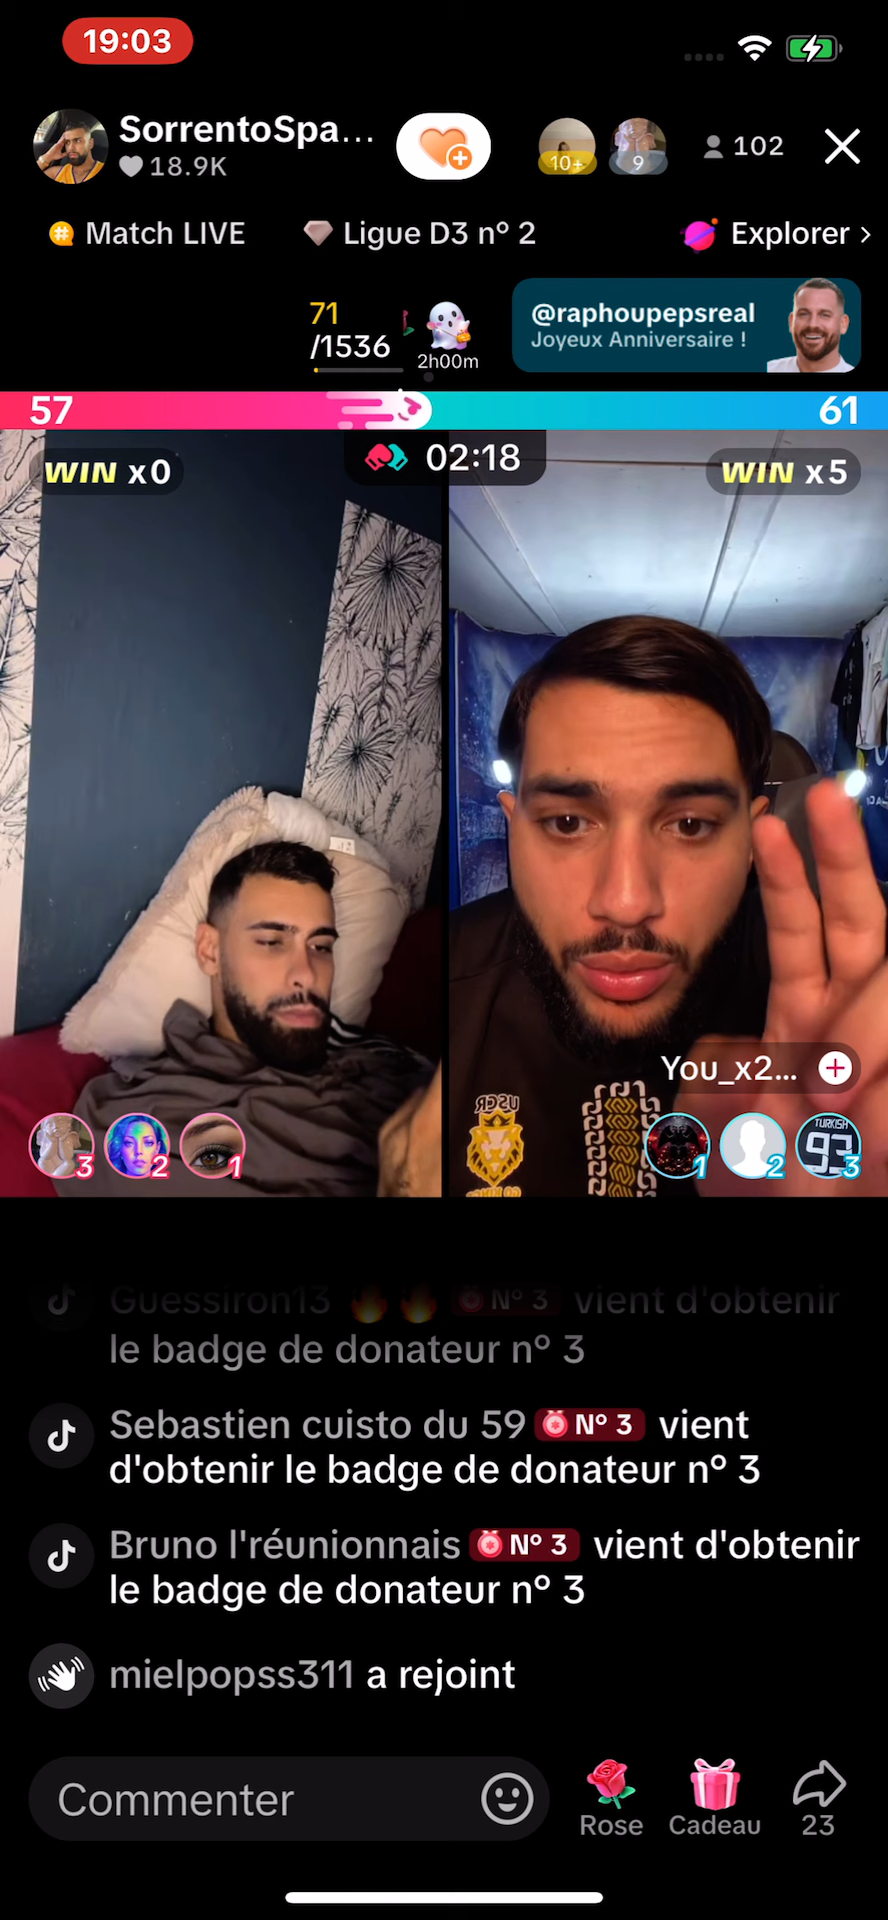 19:03
SorrentoSpa...
18.9K
10+
9
102
Match LIVE
Ligue D3 n° 2
Explorer >
71
/1536
2h00m
@raphoupepsreal
Joyeux Anniversaire !
57
61
WIN x0
02:18
WIN x5
You_x2...
USGR
3
2
1
1
2
TURKISH
93
3
Guessiron13 🔥🔥 N° 3 vient d'obtenir
le badge de donateur n° 3
Sebastien cuisto du 59 N° 3 vient
d'obtenir le badge de donateur n° 3
Bruno l'réunionnais N° 3 vient d'obtenir
le badge de donateur n° 3
mielpopss311 a rejoint
Commenter
Rose
Cadeau
23